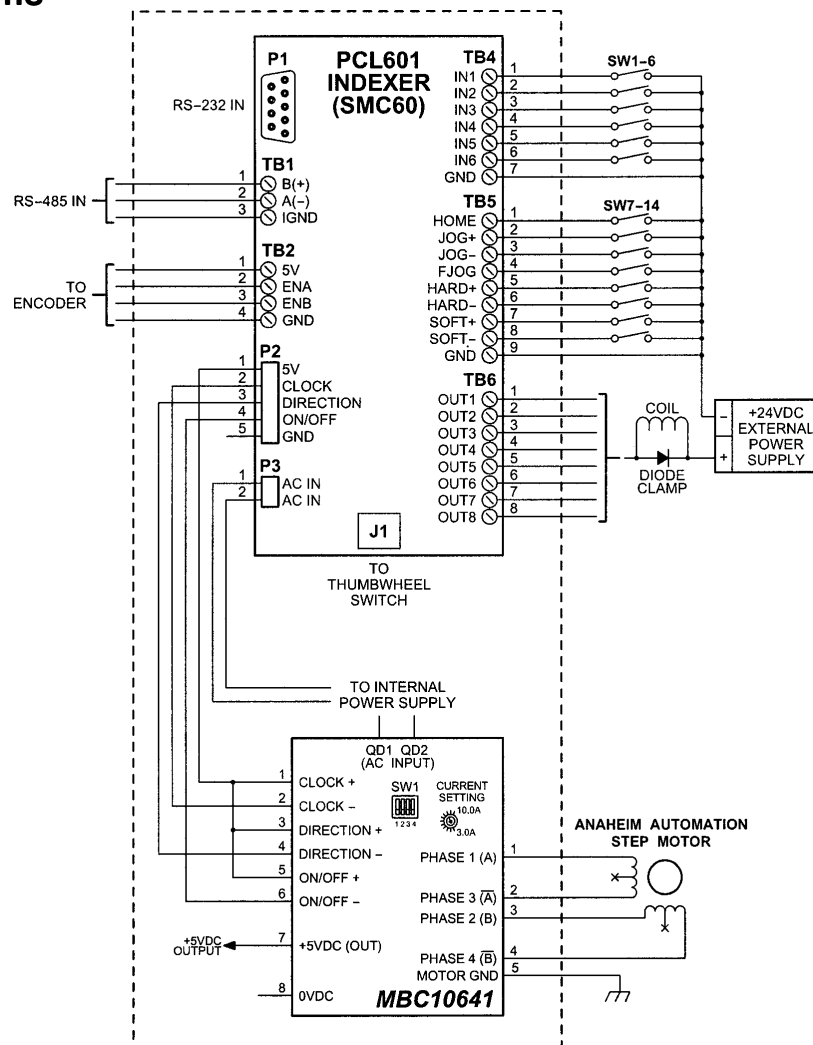 P1
PCL601
INDEXER
(SMC60)
RS-232 IN
TB1
RS-485 IN
1 B(+)
2 A(-)
3 IGND
TB2
TO
ENCODER
1 5V
2 ENA
3 ENB
4 GND
P2
1 5V
2 CLOCK
3 DIRECTION
4 ON/OFF
5 GND
P3
1 AC IN
2 AC IN
J1
TO
THUMBWHEEL
SWITCH
TB4
SW1-6
IN1 1
IN2 2
IN3 3
IN4 4
IN5 5
IN6 6
GND 7
TB5
SW7-14
HOME 1
JOG+ 2
JOG- 3
FJOG 4
HARD+ 5
HARD- 6
SOFT+ 7
SOFT- 8
GND 9
TB6
OUT1 1
OUT2 2
OUT3 3
OUT4 4
OUT5 5
OUT6 6
OUT7 7
OUT8 8
COIL
DIODE
CLAMP
-
+
+24VDC
EXTERNAL
POWER
SUPPLY
TO INTERNAL
POWER SUPPLY
QD1 QD2
(AC INPUT)
SW1
1 2 3 4
CURRENT
SETTING
10.0A
3.0A
1 CLOCK +
2 CLOCK -
3 DIRECTION +
4 DIRECTION -
5 ON/OFF +
6 ON/OFF -
+5VDC
OUTPUT
7 +5VDC (OUT)
8 0VDC
PHASE 1 (A) 1
PHASE 3 (A̅) 2
PHASE 2 (B) 3
PHASE 4 (B̅) 4
MOTOR GND 5
MBC10641
ANAHEIM AUTOMATION
STEP MOTOR